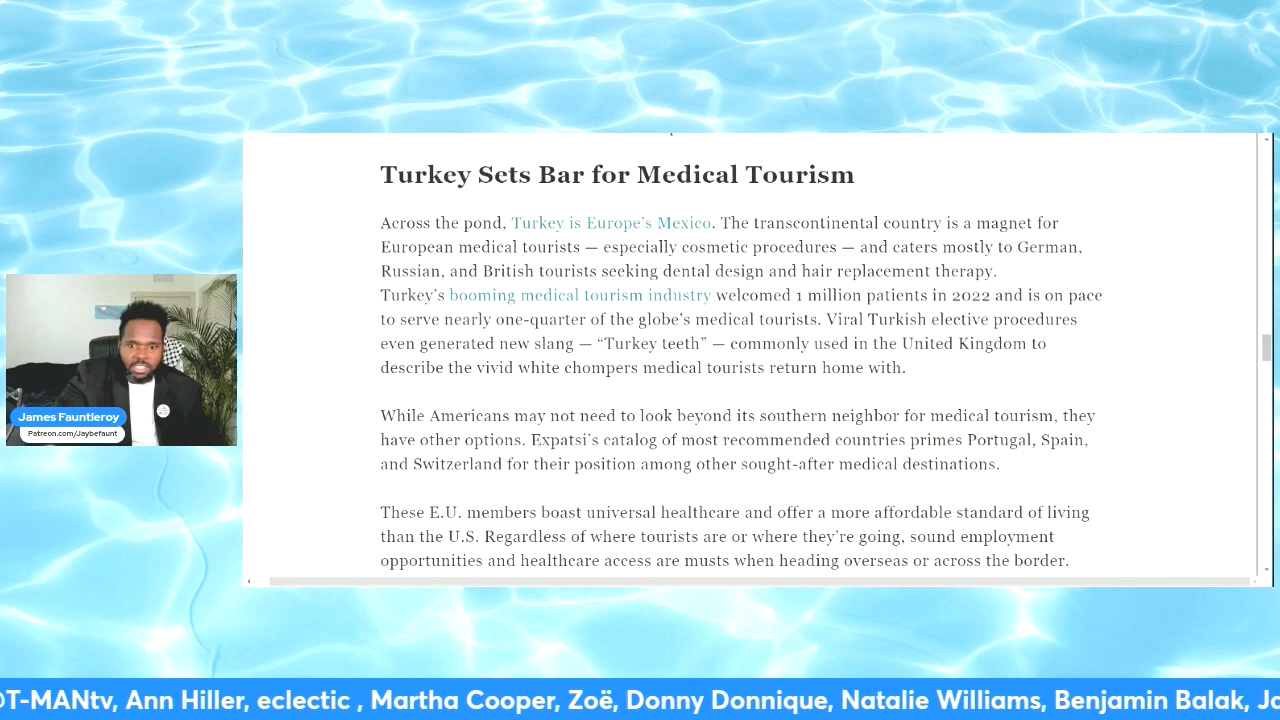 Turkey Sets Bar for Medical Tourism
Across the pond, Turkey is Europe's Mexico. The transcontinental country is a magnet for
European medical tourists — especially cosmetic procedures — and caters mostly to German,
Russian, and British tourists seeking dental design and hair replacement therapy.
Turkey's booming medical tourism industry welcomed 1 million patients in 2022 and is on pace
to serve nearly one-quarter of the globe's medical tourists. Viral Turkish elective procedures
even generated new slang — “Turkey teeth” — commonly used in the United Kingdom to
describe the vivid white chompers medical tourists return home with.
While Americans may not need to look beyond its southern neighbor for medical tourism, they
have other options. Expatsi's catalog of most recommended countries primes Portugal, Spain,
and Switzerland for their position among other sought-after medical destinations.
These E.U. members boast universal healthcare and offer a more affordable standard of living
than the U.S. Regardless of where tourists are or where they're going, sound employment
opportunities and healthcare access are musts when heading overseas or across the border.
James Fauntleroy
Patreon.com/Jaybefaunt
T-MANtv, Ann Hiller, eclectic , Martha Cooper, Zoë, Donny Donnique, Natalie Williams, Benjamin Balak,